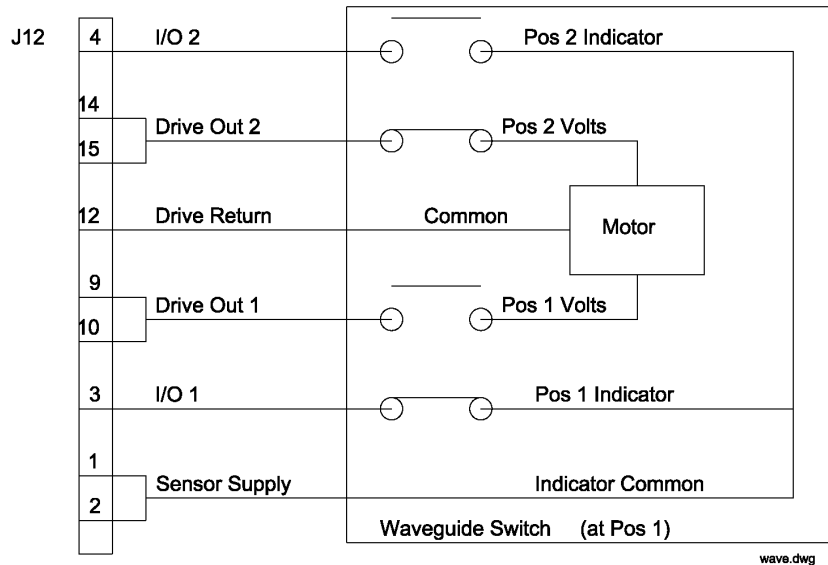 J12 4 I/O 2 Pos 2 Indicator
14
Drive Out 2 Pos 2 Volts
15
12 Drive Return Common Motor
9
Drive Out 1 Pos 1 Volts
10
3 I/O 1 Pos 1 Indicator
1
Sensor Supply Indicator Common
2
Waveguide Switch (at Pos 1)
wave.dwg